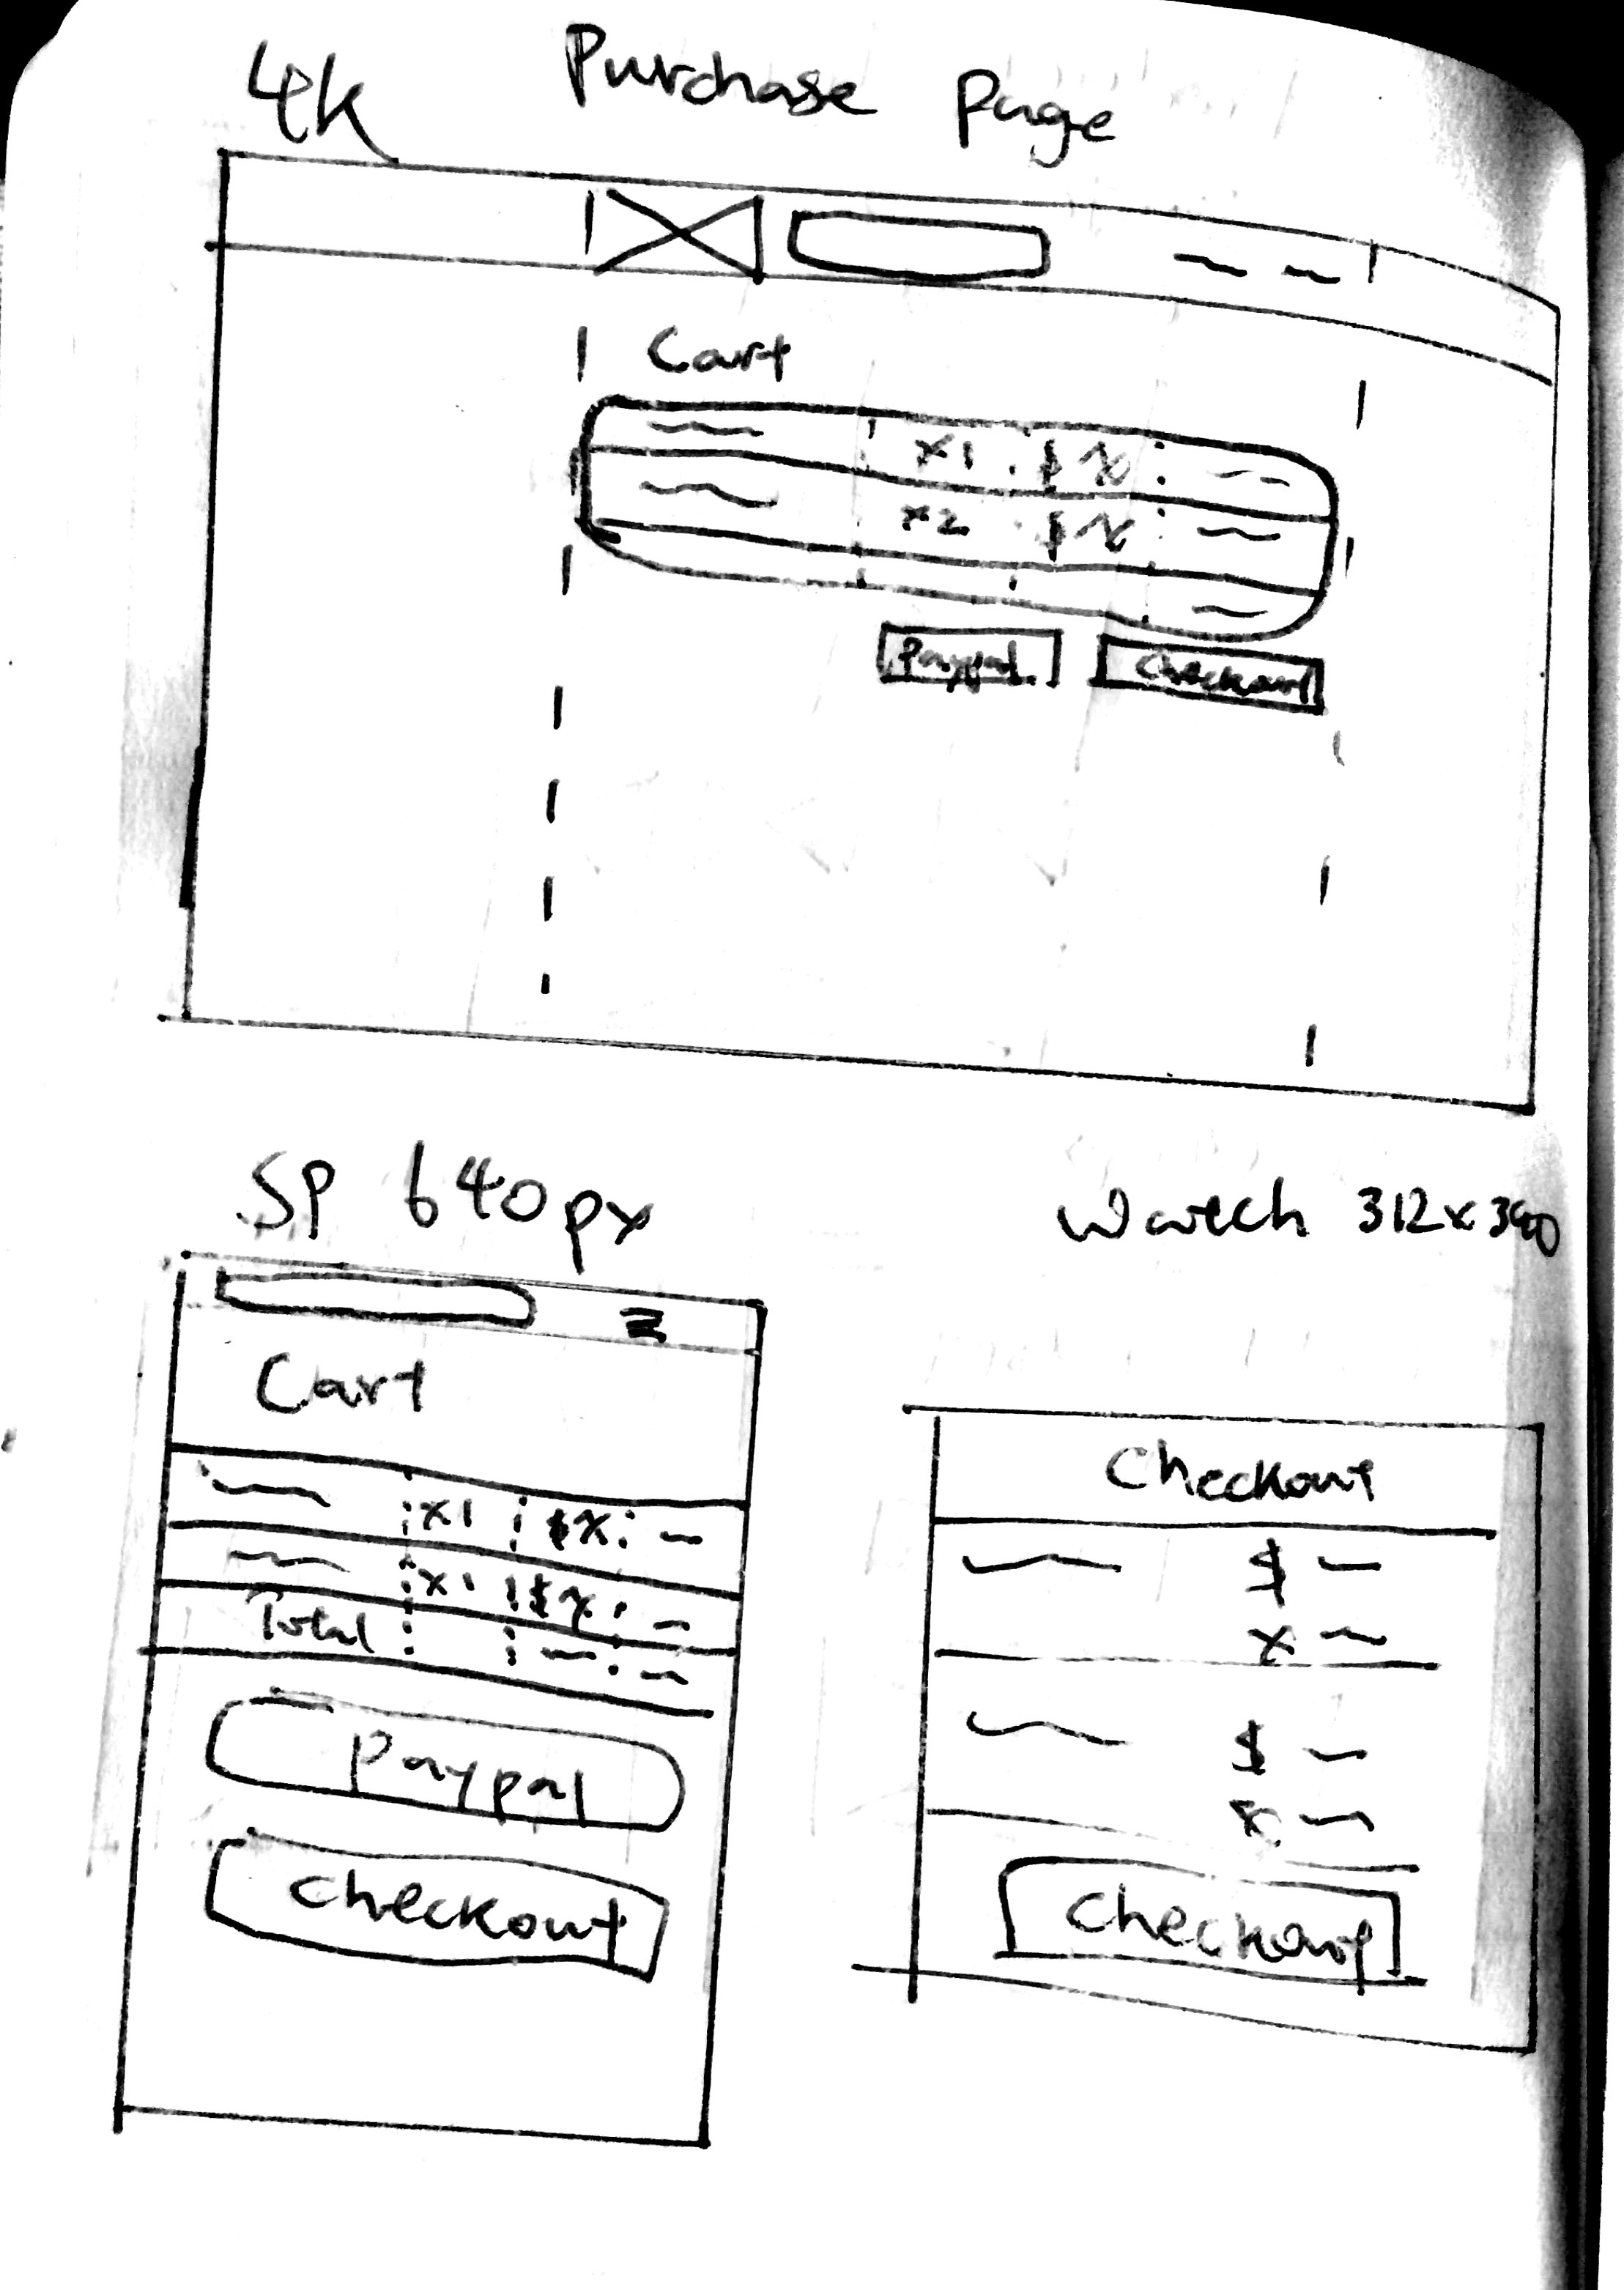 4K Purchase Page
Cart
x1 $
x2 $
Paypal Checkout
SP 640px
Cart
x1 $x
x1 $x
Total
Paypal
Checkout
Watch 312x390
Checkout
$
x
$
x
Checkout